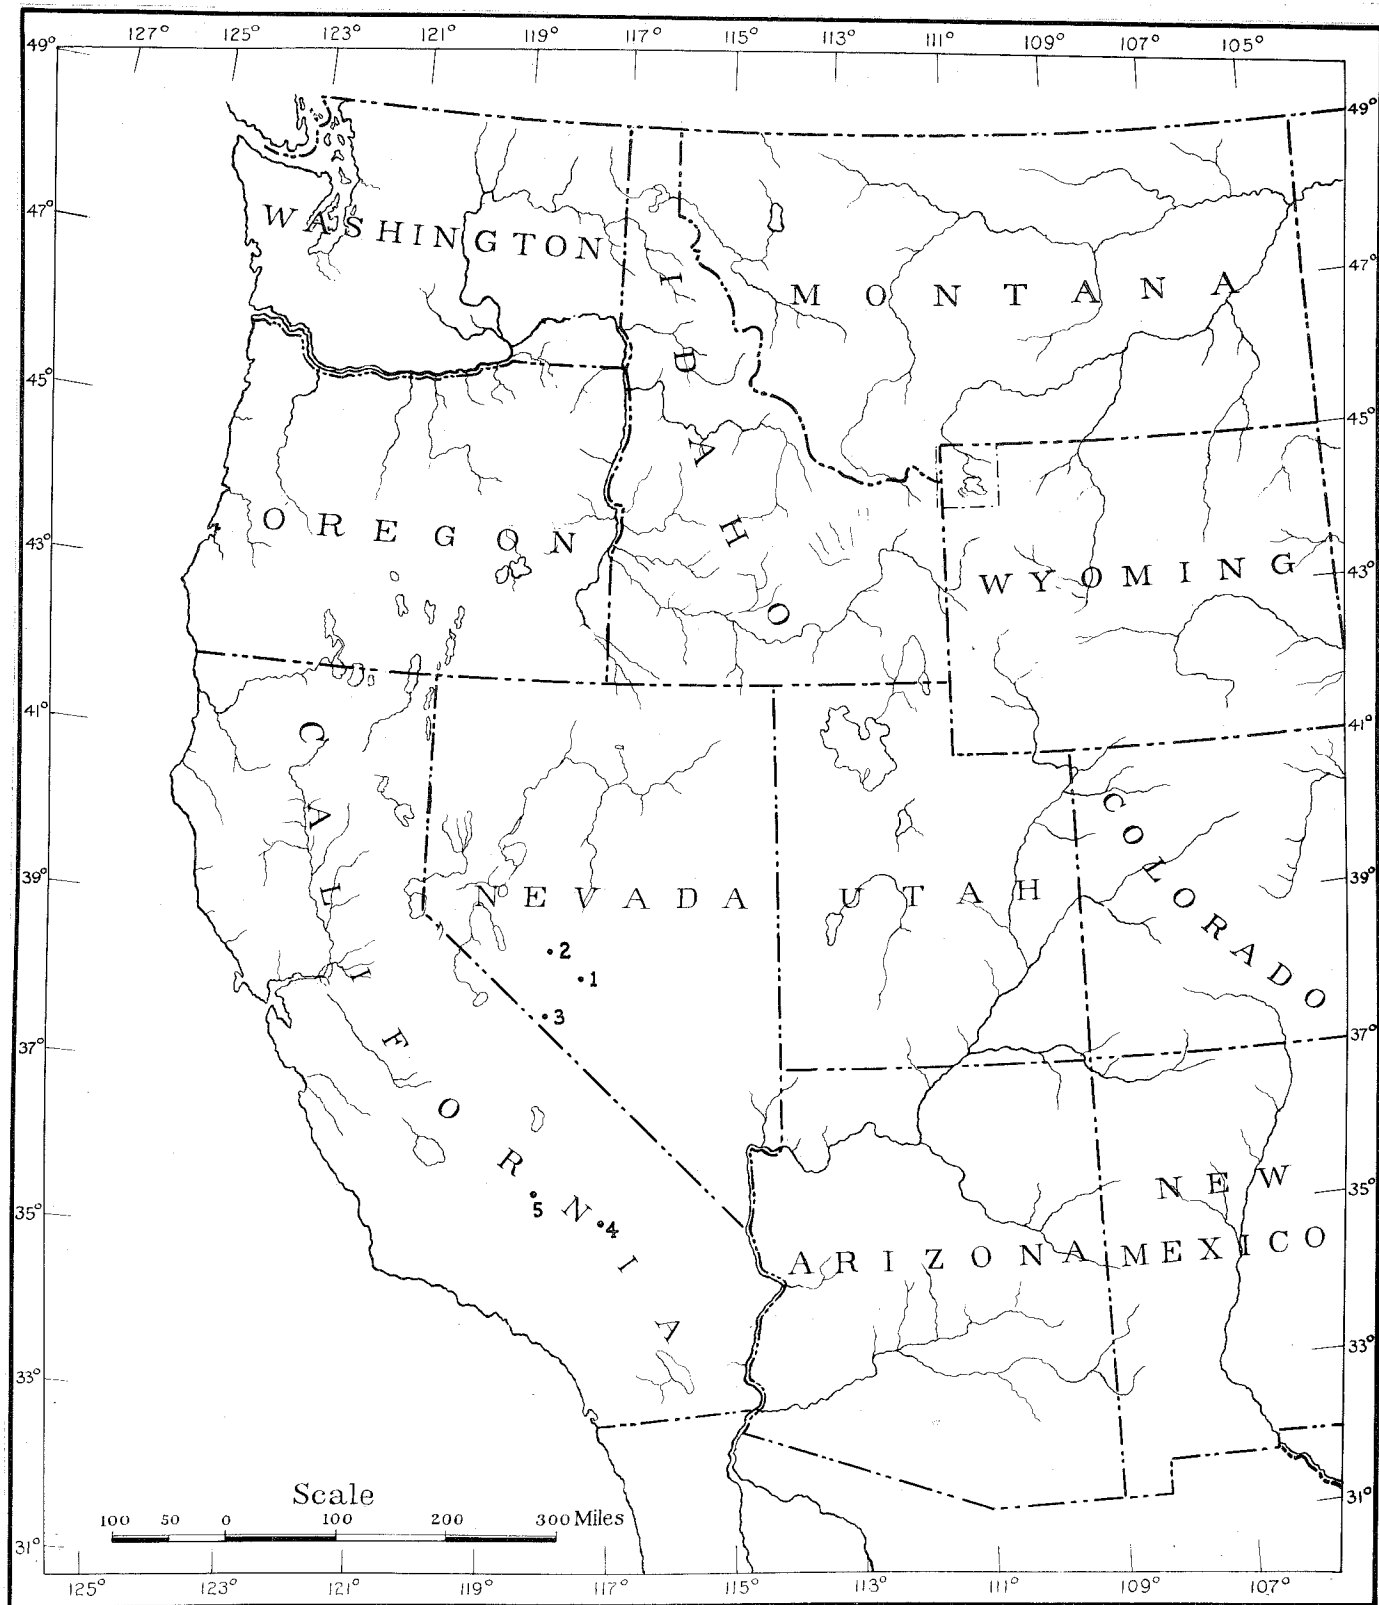 127° 125° 123° 121° 119° 117° 115° 113° 111° 109° 107° 105°
49°
49°
WASHINGTON
47°
47°
IDAHO
MONTANA
45°
45°
OREGON
43°
43°
WYOMING
41°
41°
CALIFORNIA
COLORADO
39°
39°
NEVADA
UTAH
2
1
3
37°
37°
NEW
MEXICO
5
4
35°
35°
ARIZONA
33°
33°
Scale
100 50 0 100 200 300 Miles
31°
31°
125° 123° 121° 119° 117° 115° 113° 111° 109° 107°